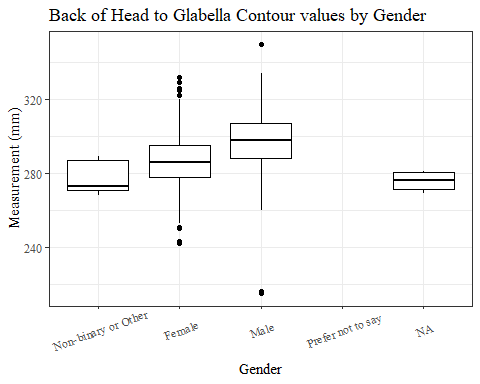 Back of Head to Glabella Contour values by Gender
Measurement (mm)
320
280
240
Non-binary or Other
Female
Male
Prefer not to say
NA
Gender